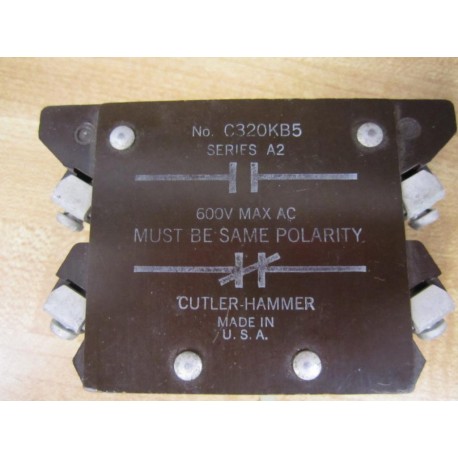 No. C320KB5
SERIES A2
600V MAX AC
MUST BE SAME POLARITY.
CUTLER-HAMMER
MADE IN
U.S.A.